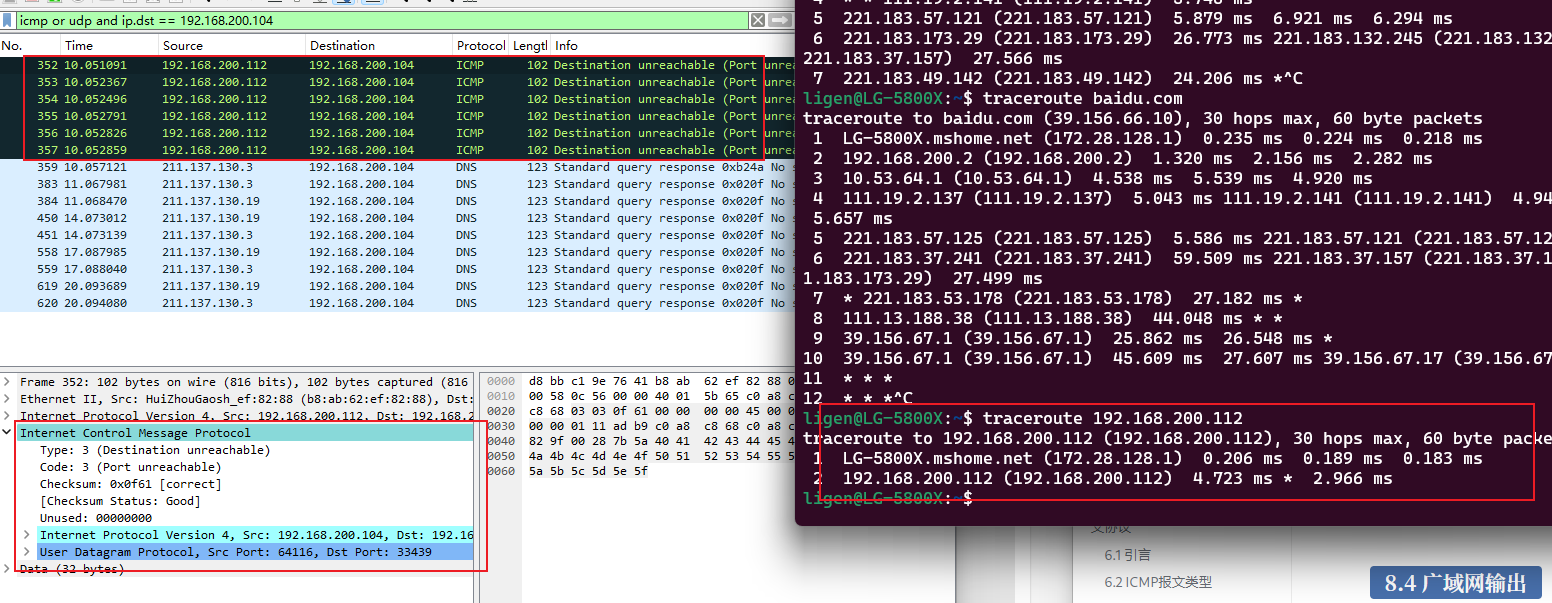 icmp or udp and ip.dst == 192.168.200.104
No. Time Source Destination Protocol Lengtl Info
352 10.051091 192.168.200.112 192.168.200.104 ICMP 102 Destination unreachable (Port unrea
353 10.052367 192.168.200.112 192.168.200.104 ICMP 102 Destination unreachable (Port unrea
354 10.052496 192.168.200.112 192.168.200.104 ICMP 102 Destination unreachable (Port unrea
355 10.052791 192.168.200.112 192.168.200.104 ICMP 102 Destination unreachable (Port unrea
356 10.052826 192.168.200.112 192.168.200.104 ICMP 102 Destination unreachable (Port unrea
357 10.052859 192.168.200.112 192.168.200.104 ICMP 102 Destination unreachable (Port unrea
359 10.057121 211.137.130.3 192.168.200.104 DNS 123 Standard query response 0xb24a No s
383 11.067981 211.137.130.3 192.168.200.104 DNS 123 Standard query response 0x020f No s
384 11.068470 211.137.130.19 192.168.200.104 DNS 123 Standard query response 0x020f No s
450 14.073012 211.137.130.19 192.168.200.104 DNS 123 Standard query response 0x020f No s
451 14.073139 211.137.130.3 192.168.200.104 DNS 123 Standard query response 0x020f No s
558 17.087985 211.137.130.19 192.168.200.104 DNS 123 Standard query response 0x020f No s
559 17.088040 211.137.130.3 192.168.200.104 DNS 123 Standard query response 0x020f No s
619 20.093689 211.137.130.19 192.168.200.104 DNS 123 Standard query response 0x020f No s
620 20.094080 211.137.130.3 192.168.200.104 DNS 123 Standard query response 0x020f No s
Frame 352: 102 bytes on wire (816 bits), 102 bytes captured (816
Ethernet II, Src: HuiZhouGaosh_ef:82:88 (b8:ab:62:ef:82:88), Dst:
Internet Protocol Version 4, Src: 192.168.200.112, Dst: 192.168.2
Internet Control Message Protocol
Type: 3 (Destination unreachable)
Code: 3 (Port unreachable)
Checksum: 0x0f61 [correct]
[Checksum Status: Good]
Unused: 00000000
Internet Protocol Version 4, Src: 192.168.200.104, Dst: 192.16
User Datagram Protocol, Src Port: 64116, Dst Port: 33439
Data (32 bytes)
0000 d8 bb c1 9e 76 41 b8 ab 62 ef 82 88 0
0010 00 58 0c 56 00 00 40 01 5b 65 c0 a8 c
0020 c8 68 03 03 0f 61 00 00 00 00 45 00 0
0030 00 00 01 11 ad b9 c0 a8 c8 68 c0 a8 c
0040 82 9f 00 28 7b 5a 40 41 42 43 44 45 4
0050 4a 4b 4c 4d 4e 4f 50 51 52 53 54 55 5
0060 5a 5b 5c 5d 5e 5f
5 221.183.57.121 (221.183.57.121) 5.879 ms 6.921 ms 6.294 ms
6 221.183.173.29 (221.183.173.29) 26.773 ms 221.183.132.245 (221.183.132
221.183.37.157) 27.566 ms
7 221.183.49.142 (221.183.49.142) 24.206 ms *^C
ligen@LG-5800X:~$ traceroute baidu.com
traceroute to baidu.com (39.156.66.10), 30 hops max, 60 byte packets
1 LG-5800X.mshome.net (172.28.128.1) 0.235 ms 0.224 ms 0.218 ms
2 192.168.200.2 (192.168.200.2) 1.320 ms 2.156 ms 2.282 ms
3 10.53.64.1 (10.53.64.1) 4.538 ms 5.539 ms 4.920 ms
4 111.19.2.137 (111.19.2.137) 5.043 ms 111.19.2.141 (111.19.2.141) 4.94
5.657 ms
5 221.183.57.125 (221.183.57.125) 5.586 ms 221.183.57.121 (221.183.57.12
6 221.183.37.241 (221.183.37.241) 59.509 ms 221.183.37.157 (221.183.37.1
1.183.173.29) 27.499 ms
7 * 221.183.53.178 (221.183.53.178) 27.182 ms *
8 111.13.188.38 (111.13.188.38) 44.048 ms * *
9 39.156.67.1 (39.156.67.1) 25.862 ms 26.548 ms *
10 39.156.67.1 (39.156.67.1) 45.609 ms 27.607 ms 39.156.67.17 (39.156.67
11 * * *
12 * * *^C
ligen@LG-5800X:~$ traceroute 192.168.200.112
traceroute to 192.168.200.112 (192.168.200.112), 30 hops max, 60 byte packe
1 LG-5800X.mshome.net (172.28.128.1) 0.206 ms 0.189 ms 0.183 ms
2 192.168.200.112 (192.168.200.112) 4.723 ms * 2.966 ms
ligen@LG-5800X:~$
6.1 引言
6.2 ICMP报文类型
8.4 广域网输出